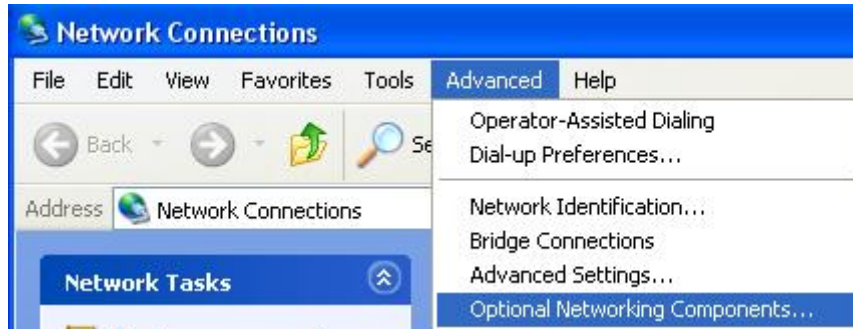 Network Connections
File Edit View Favorites Tools Advanced Help
Back
Operator-Assisted Dialing
Dial-up Preferences...
Address Network Connections
Network Identification...
Bridge Connections
Advanced Settings...
Optional Networking Components...
Network Tasks